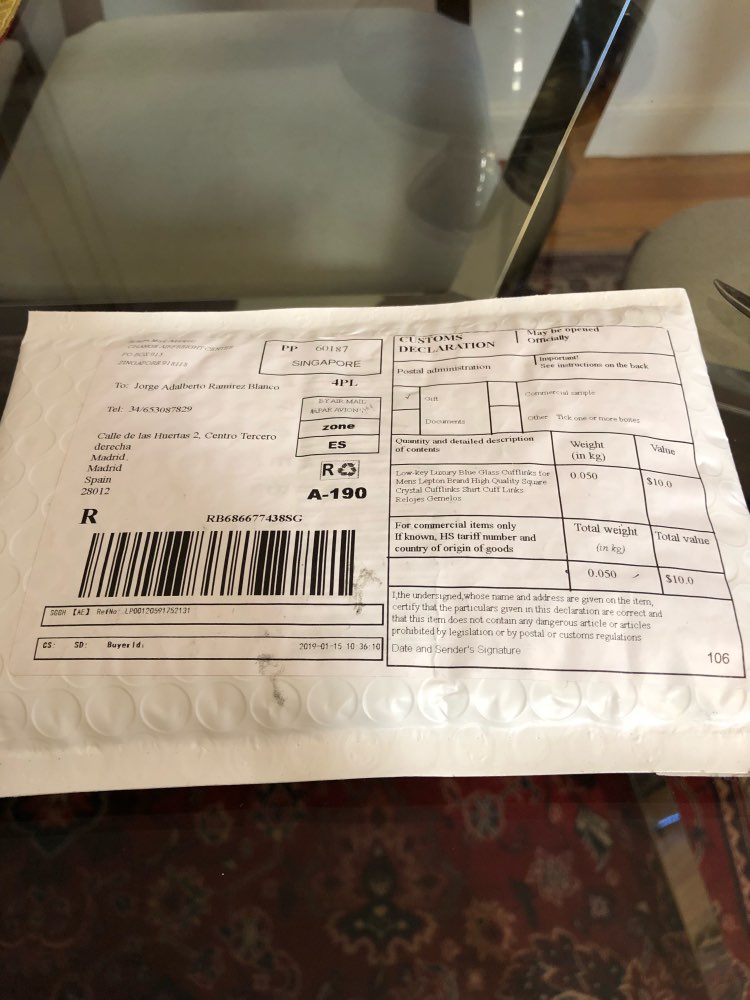 PO BOX 913
SINGAPORE 918115
PP 60187
SINGAPORE
To: Jorge Adalberto Ramirez Blanco
4PL
Tel: 34/653087829
BY AIR MAIL
PAR AVION
zone
ES
Calle de las Huertas 2, Centro Tercero
derecha
Madrid
Madrid
Spain
28012
R
A-190
R
RB686677438SG
SGGH [AE] RefNo: LP00120591752131
CS: SD: Buyer Id:
2019-01-15 10:36:10
CUSTOMS
DECLARATION
May be opened
Officially
Postal administration
Important!
See instructions on the back
✓ Gift
Commercial sample
Documents
Other Tick one or more boxes
Quantity and detailed description
of contents
Weight
(in kg)
Value
Low-key Luxury Blue Glass Cufflinks for
Mens Lepton Brand High Quality Square
Crystal Cufflinks Shirt Cuff Links
Relojes Gemelos
0.050
$10.0
For commercial items only
If known, HS tariff number and
country of origin of goods
Total weight
(in kg)
Total value
0.050
$10.0
I,the undersigned,whose name and address are given on the item,
certify that the particulars given in this declaration are correct and
that this item does not contain any dangerous article or articles
prohibited by legislation or by postal or customs regulations
Date and Sender's Signature
106